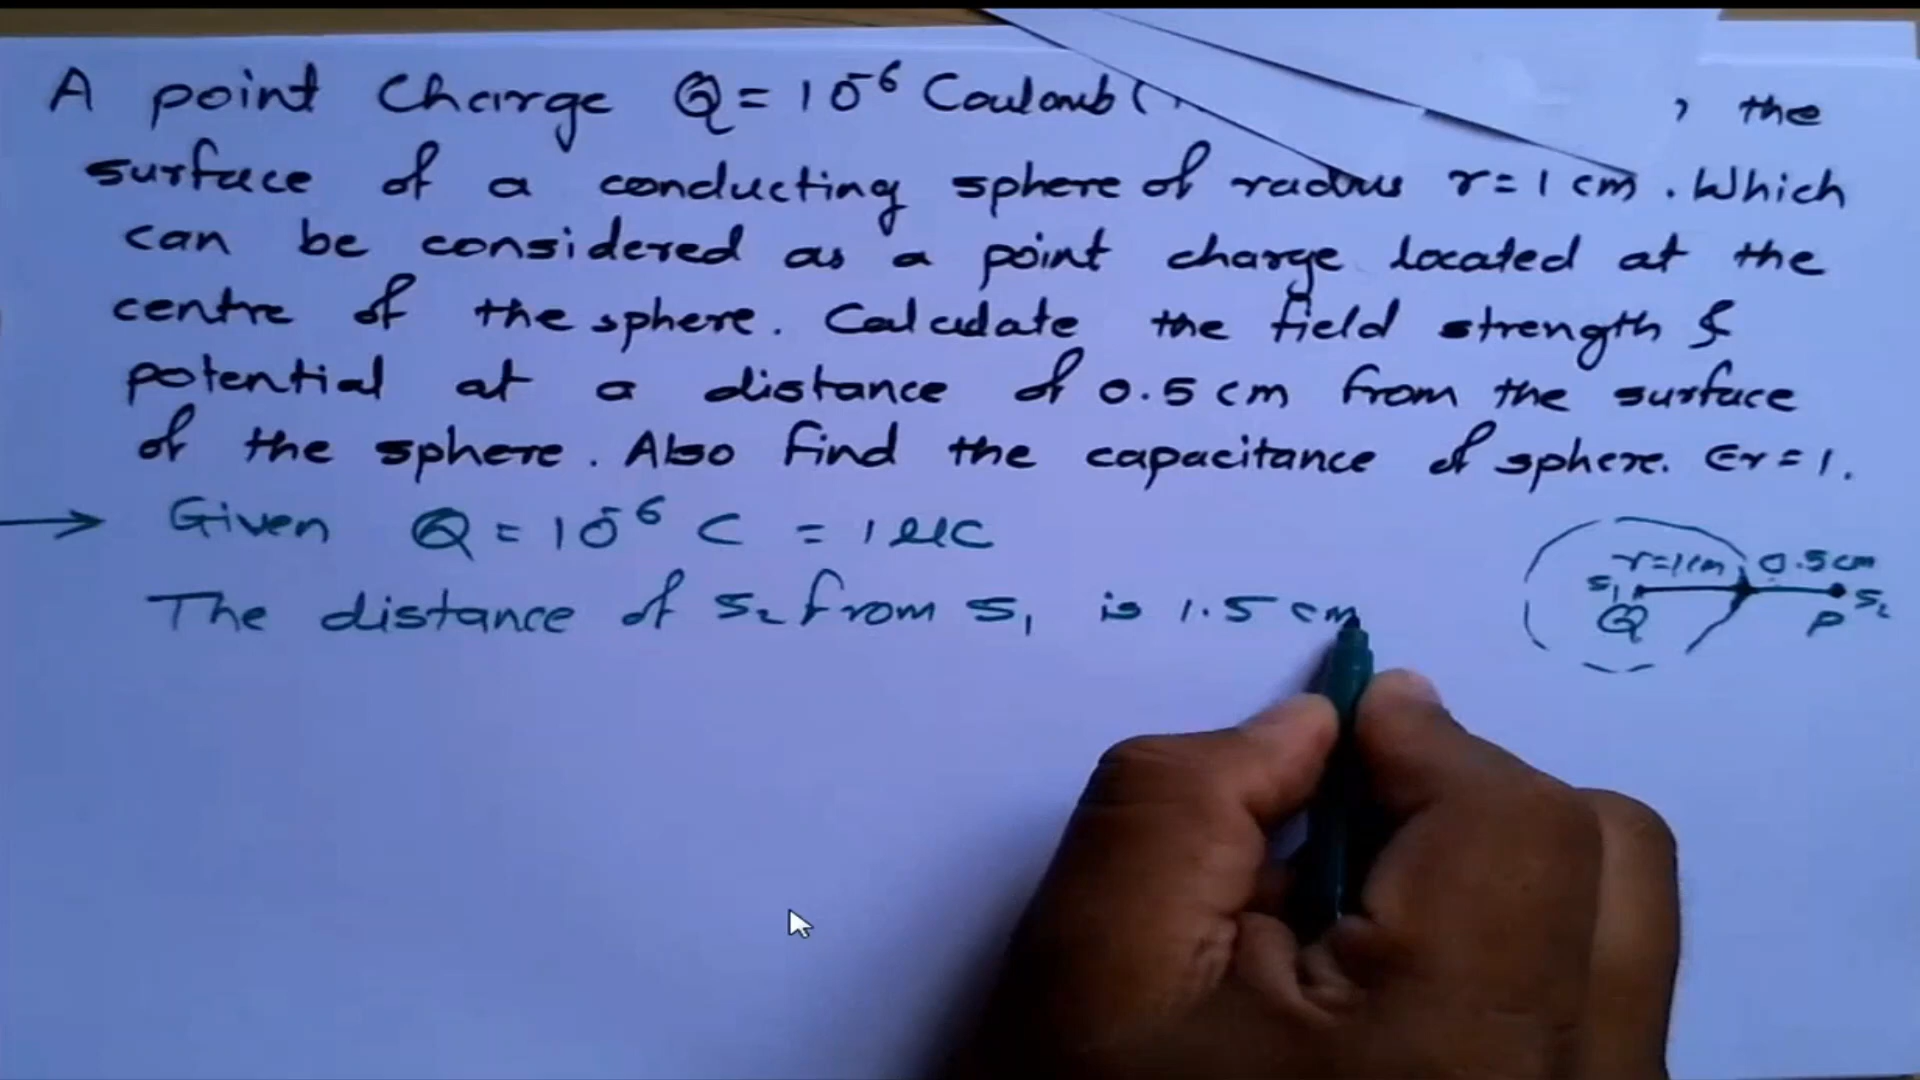 A point Charge Q = 10⁻⁶ Coulomb ( , the
surface of a conducting sphere of radius r = 1 cm. Which
can be considered as a point charge located at the
centre of the sphere. Calculate the field strength &
potential at a distance of 0.5 cm from the surface
of the sphere. Also find the capacitance of sphere. Er = 1.
→ Given Q = 10⁻⁶ C = 1 μC
The distance of S₂ from S₁ is 1.5 cm
r=1cm 0.5cm
S₁ S₂
Q P